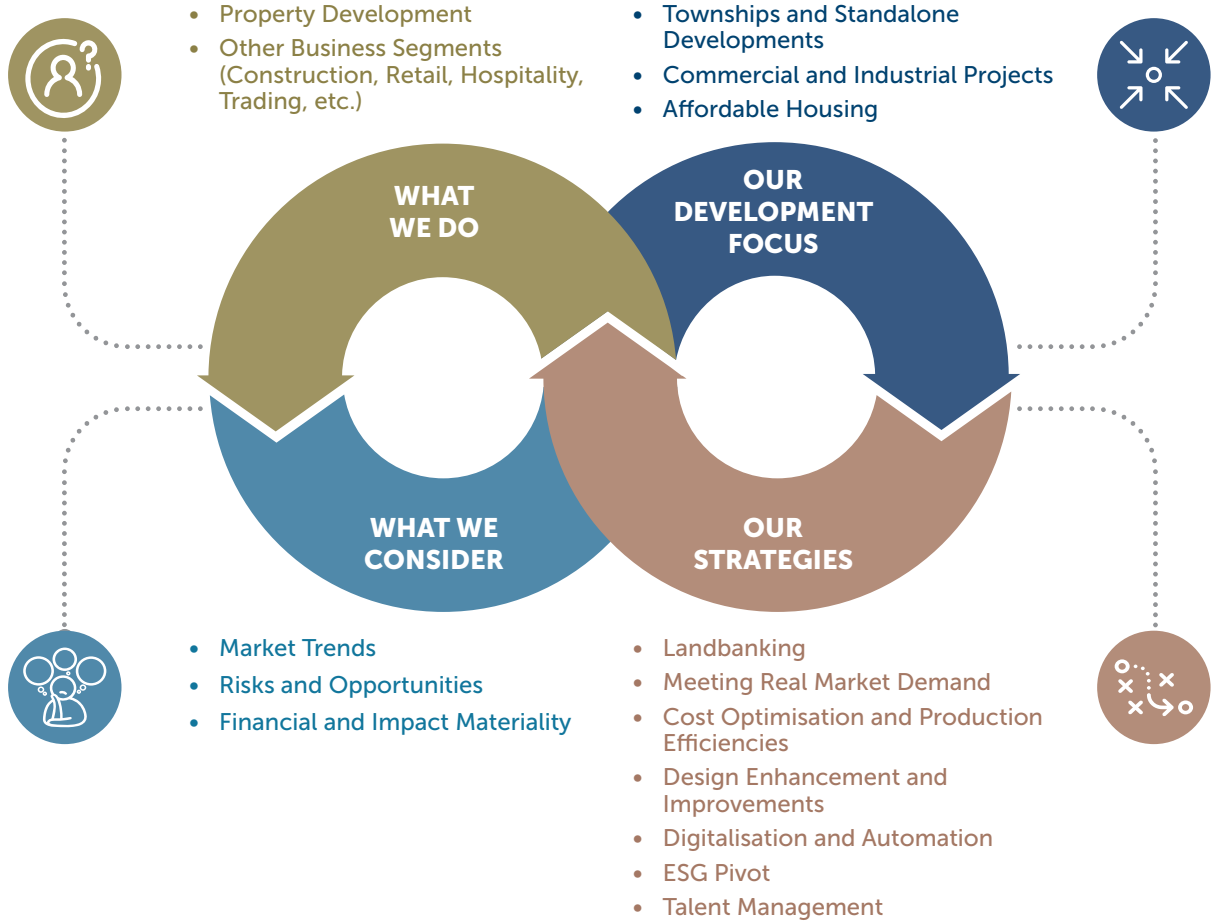 • Property Development
• Other Business Segments
(Construction, Retail, Hospitality,
Trading, etc.)
• Townships and Standalone
Developments
• Commercial and Industrial Projects
• Affordable Housing
WHAT
WE DO
OUR
DEVELOPMENT
FOCUS
WHAT WE
CONSIDER
OUR
STRATEGIES
• Market Trends
• Risks and Opportunities
• Financial and Impact Materiality
• Landbanking
• Meeting Real Market Demand
• Cost Optimisation and Production
Efficiencies
• Design Enhancement and
Improvements
• Digitalisation and Automation
• ESG Pivot
• Talent Management